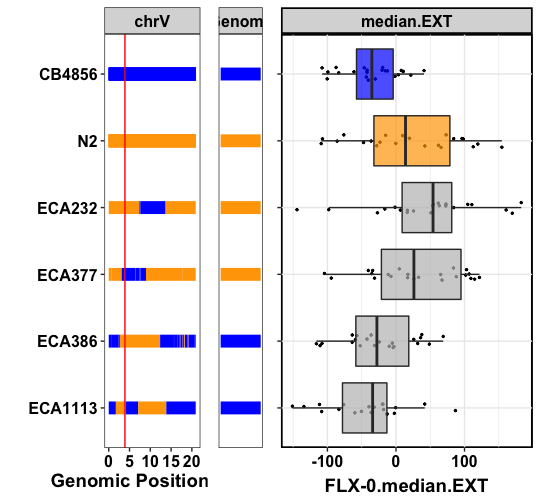 chrV
Genom
median.EXT
CB4856
N2
ECA232
ECA377
ECA386
ECA1113
0 5 10 15 20
-100 0 100
Genomic Position
FLX-0.median.EXT